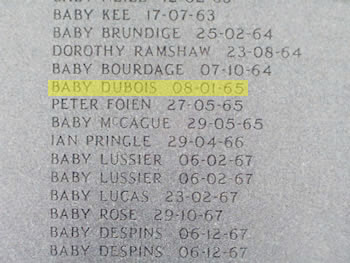 BABY KEE 17-07-63
BABY BRUNDIGE 25-02-64
DOROTHY RAMSHAW 23-08-64
BABY BOURDAGE 07-10-64
BABY DUBOIS 08-01-65
PETER FOIEN 27-05-65
BABY McCAGUE 29-05-65
IAN PRINGLE 29-04-66
BABY LUSSIER 06-02-67
BABY LUSSIER 06-02-67
BABY LUCAS 23-02-67
BABY ROSE 29-10-67
BABY DESPINS 06-12-67
BABY DESPINS 06-12-67